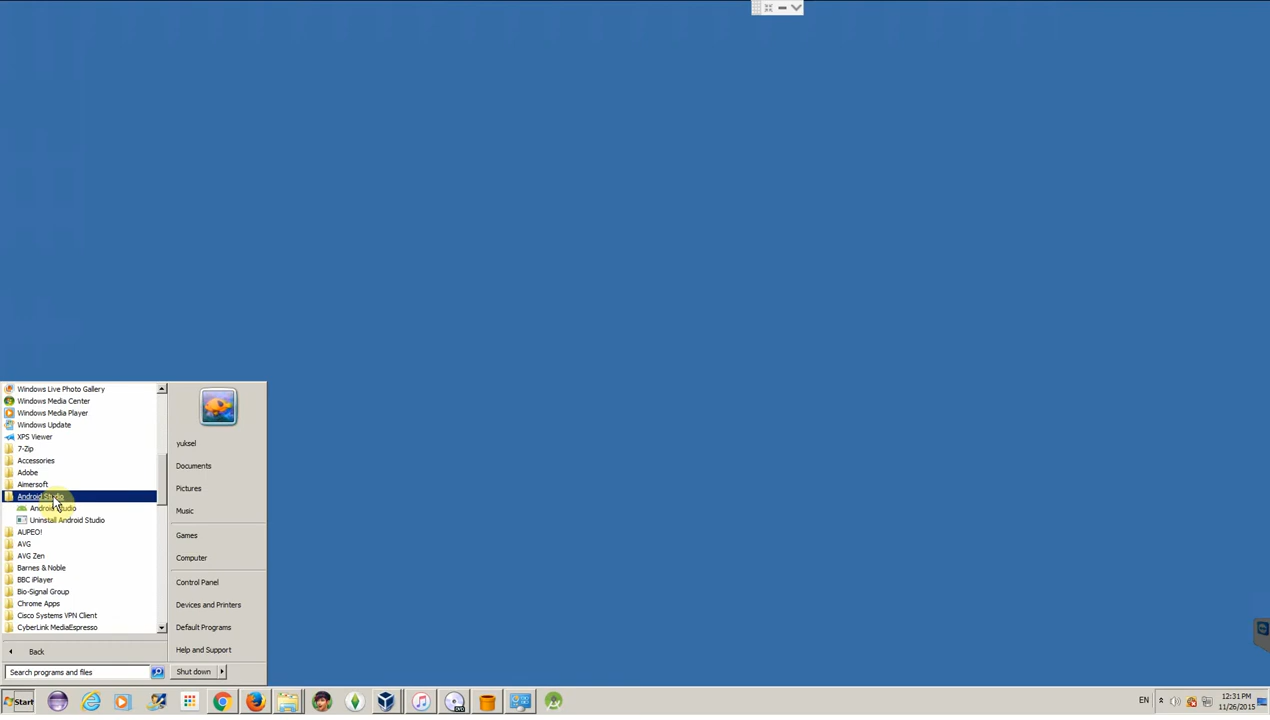 Windows Live Photo Gallery
Windows Media Center
Windows Media Player
Windows Update
XPS Viewer
7-Zip
Accessories
Adobe
Aimersoft
Android Studio
Android Studio
Uninstall Android Studio
AUPEO!
AVG
AVG Zen
Barnes & Noble
BBC iPlayer
Bio-Signal Group
Chrome Apps
Cisco Systems VPN Client
CyberLink MediaEspresso
Back
Search programs and files
yuksel
Documents
Pictures
Music
Games
Computer
Control Panel
Devices and Printers
Default Programs
Help and Support
Shut down
Start
EN
12:31 PM
11/26/2015